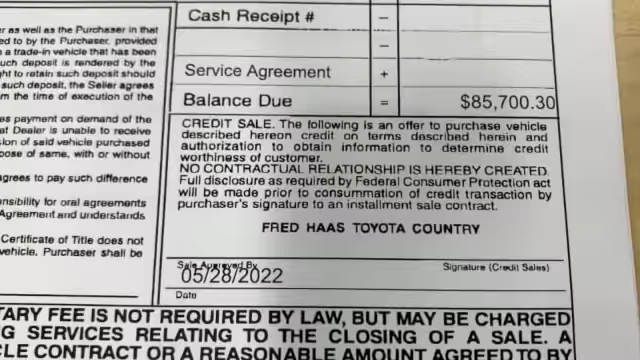 er as well as the Purchaser in that
ed to by the Purchaser, provided
a trade-in vehicle that has been
uch deposit is rendered by the
ght to retain such deposit should
such deposit, the Seller agrees
m the time of execution of the
es payment on demand of the
at Dealer is unable to receive
ion of said vehicle purchased
pose of same, with or without
agrees to pay such difference
nsibility for oral agreements
Agreement and understands
Certificate of Title does not
vehicle. Purchaser shall be
Cash Receipt # –
–
Service Agreement +
Balance Due = $85,700.30
CREDIT SALE. The following is an offer to purchase vehicle
described hereon credit on terms described herein and
authorization to obtain information to determine credit
worthiness of customer.
NO CONTRACTUAL RELATIONSHIP IS HEREBY CREATED.
Full disclosure as required by Federal Consumer Protection act
will be made prior to consummation of credit transaction by
purchaser's signature to an installment sale contract.
FRED HAAS TOYOTA COUNTRY
Sale Approved By Signature (Credit Sales)
05/28/2022
Date
TARY FEE IS NOT REQUIRED BY LAW, BUT MAY BE CHARGED
G SERVICES RELATING TO THE CLOSING OF A SALE. A
CLE CONTRACT OR A REASONABLE AMOUNT AGREED TO BY